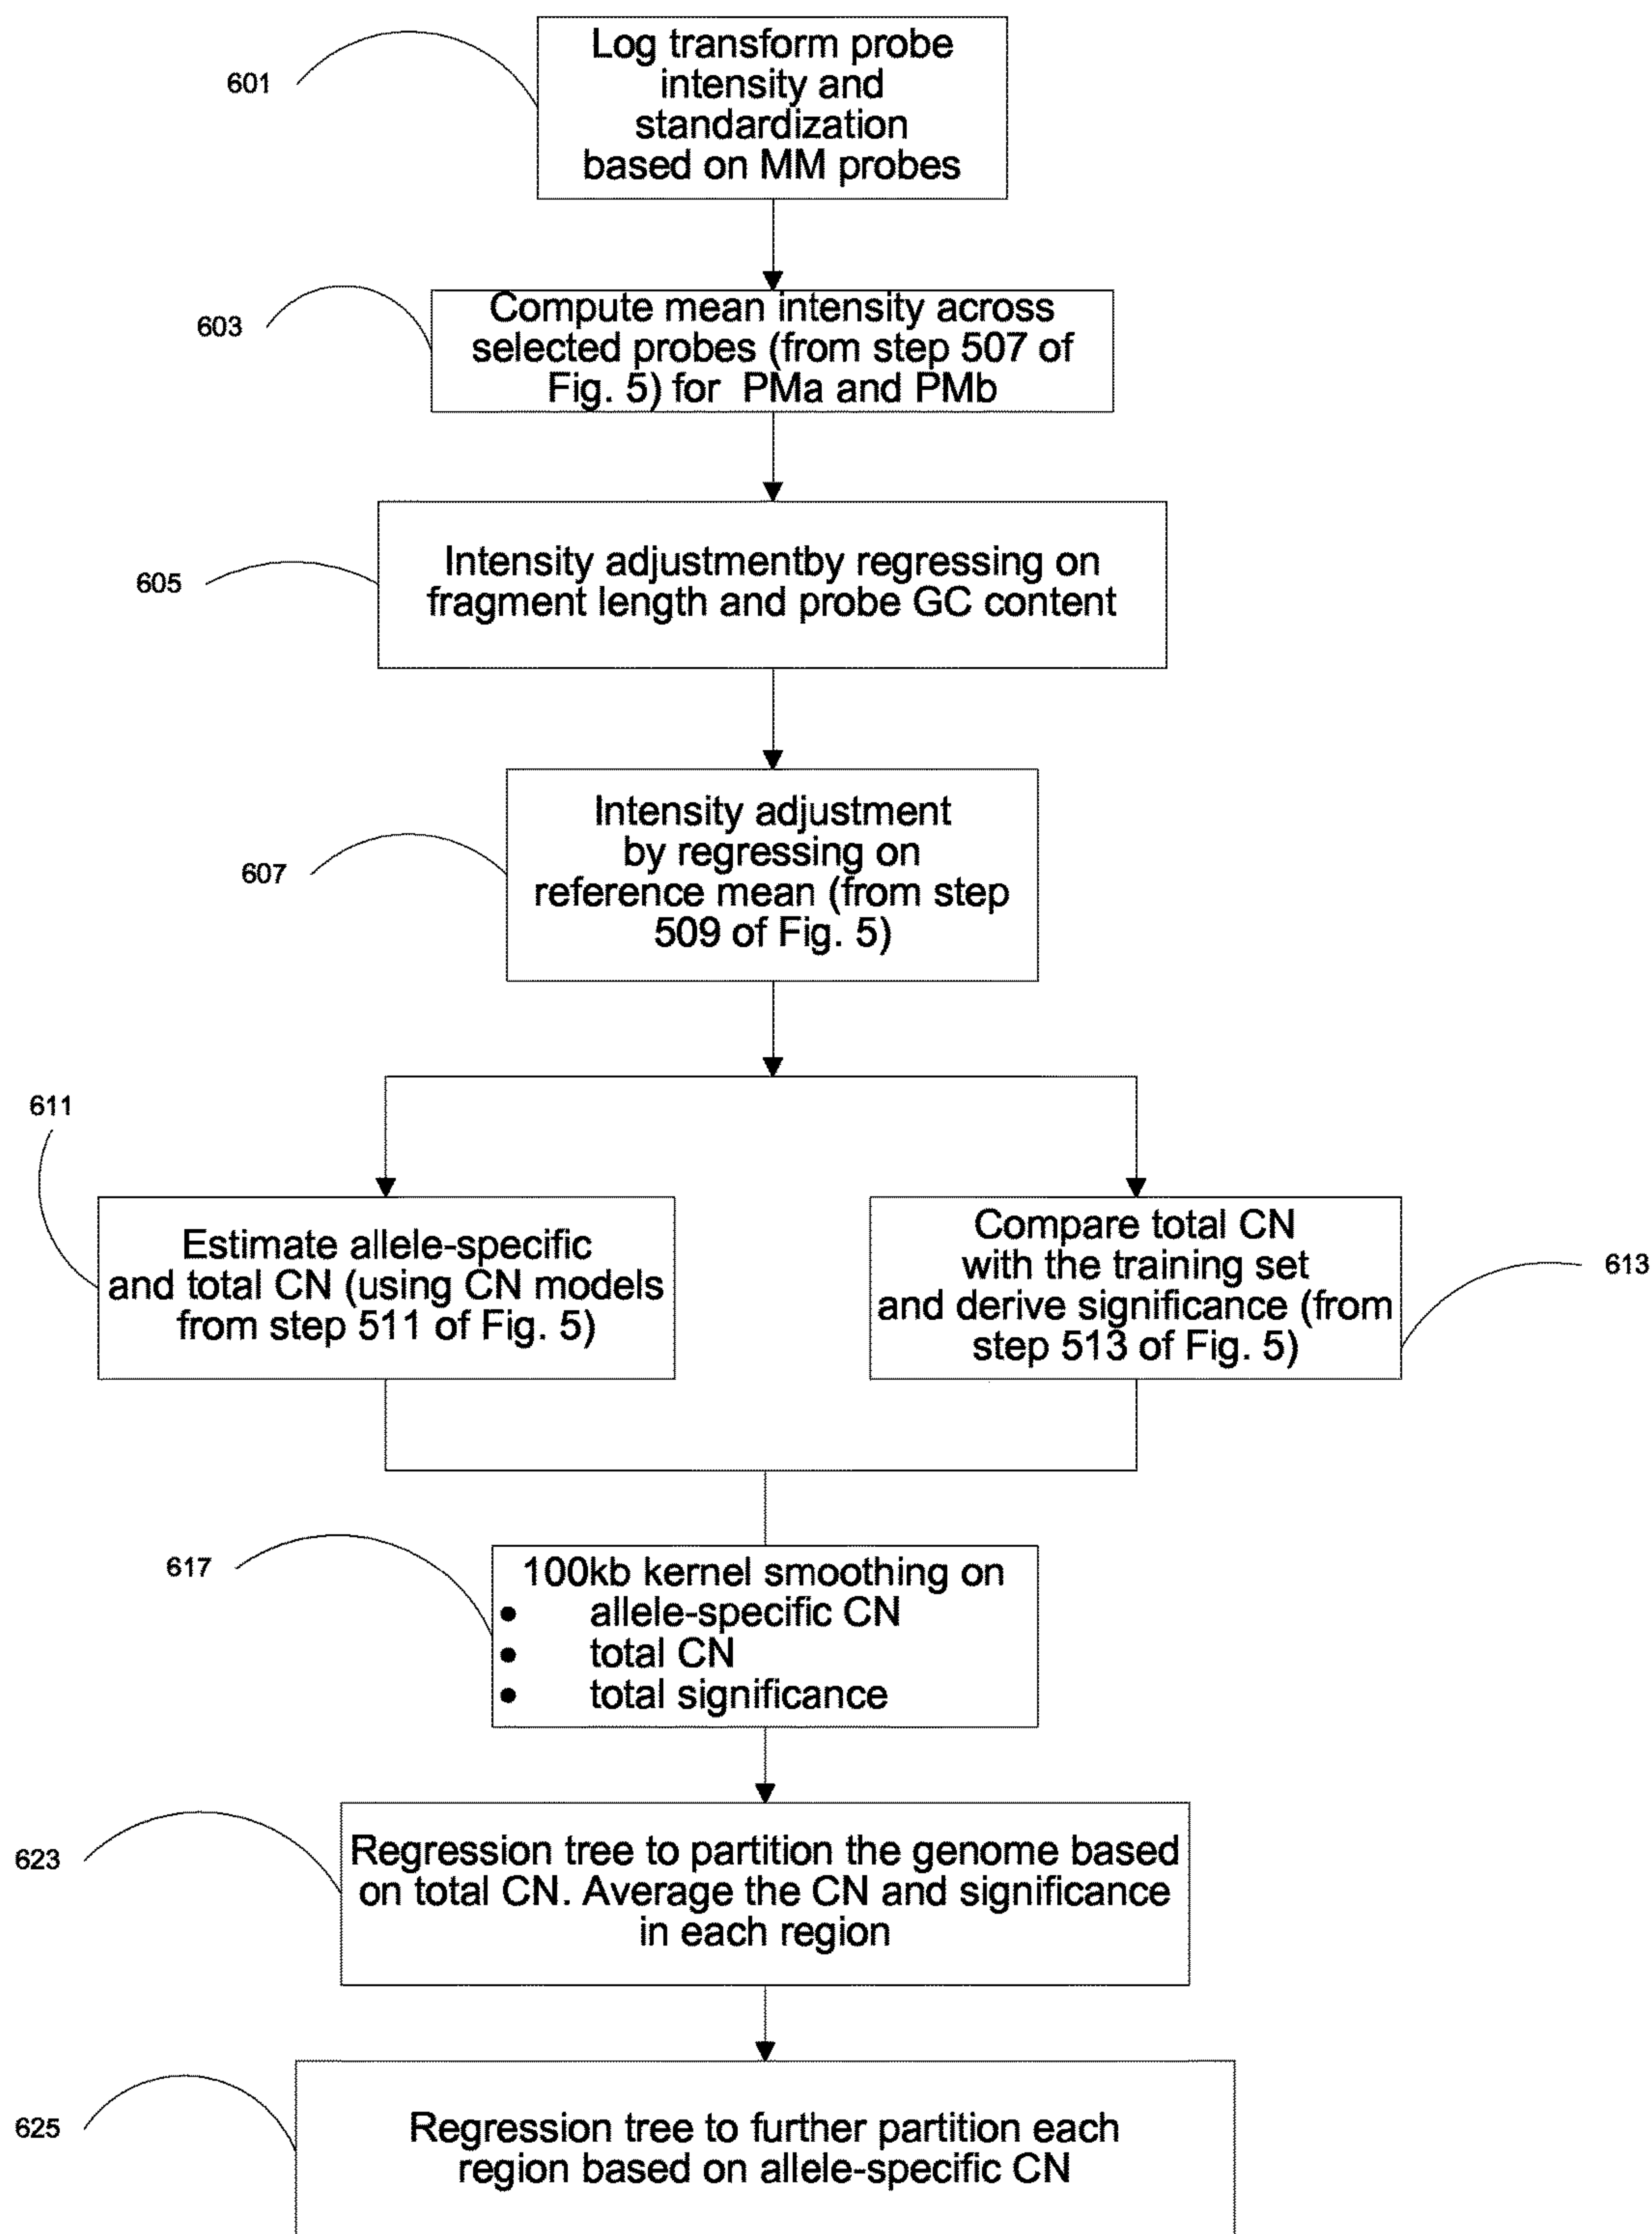 601
Log transform probe
intensity and
standardization
based on MM probes
603
Compute mean intensity across
selected probes (from step 507 of
Fig. 5) for PMa and PMb
605
Intensity adjustmentby regressing on
fragment length and probe GC content
607
Intensity adjustment
by regressing on
reference mean (from step
509 of Fig. 5)
611
Estimate allele-specific
and total CN (using CN models
from step 511 of Fig. 5)
Compare total CN
with the training set
and derive significance (from
step 513 of Fig. 5)
613
617
100kb kernel smoothing on
• allele-specific CN
• total CN
• total significance
623
Regression tree to partition the genome based
on total CN. Average the CN and significance
in each region
625
Regression tree to further partition each
region based on allele-specific CN